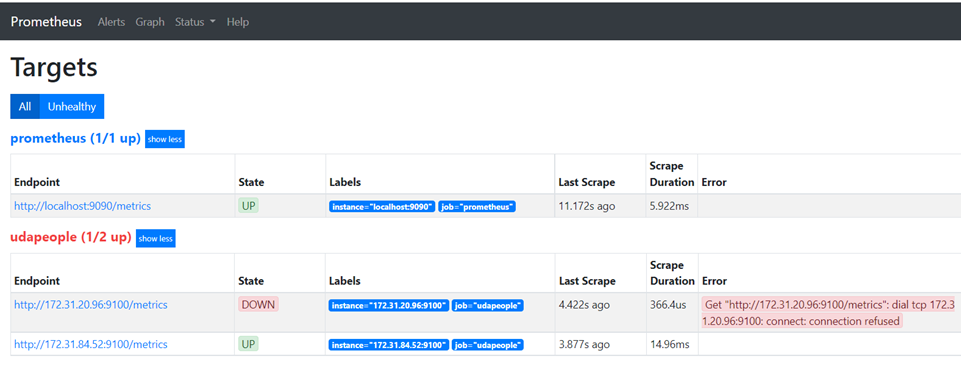 Prometheus Alerts Graph Status Help
Targets
All Unhealthy
prometheus (1/1 up) show less
Endpoint State Labels Last Scrape Scrape Duration Error
http://localhost:9090/metrics UP instance="localhost:9090" job="prometheus" 11.172s ago 5.922ms
udapeople (1/2 up) show less
Endpoint State Labels Last Scrape Scrape Duration Error
http://172.31.20.96:9100/metrics DOWN instance="172.31.20.96:9100" job="udapeople" 4.422s ago 366.4us Get "http://172.31.20.96:9100/metrics": dial tcp 172.3
1.20.96:9100: connect: connection refused
http://172.31.84.52:9100/metrics UP instance="172.31.84.52:9100" job="udapeople" 3.877s ago 14.96ms